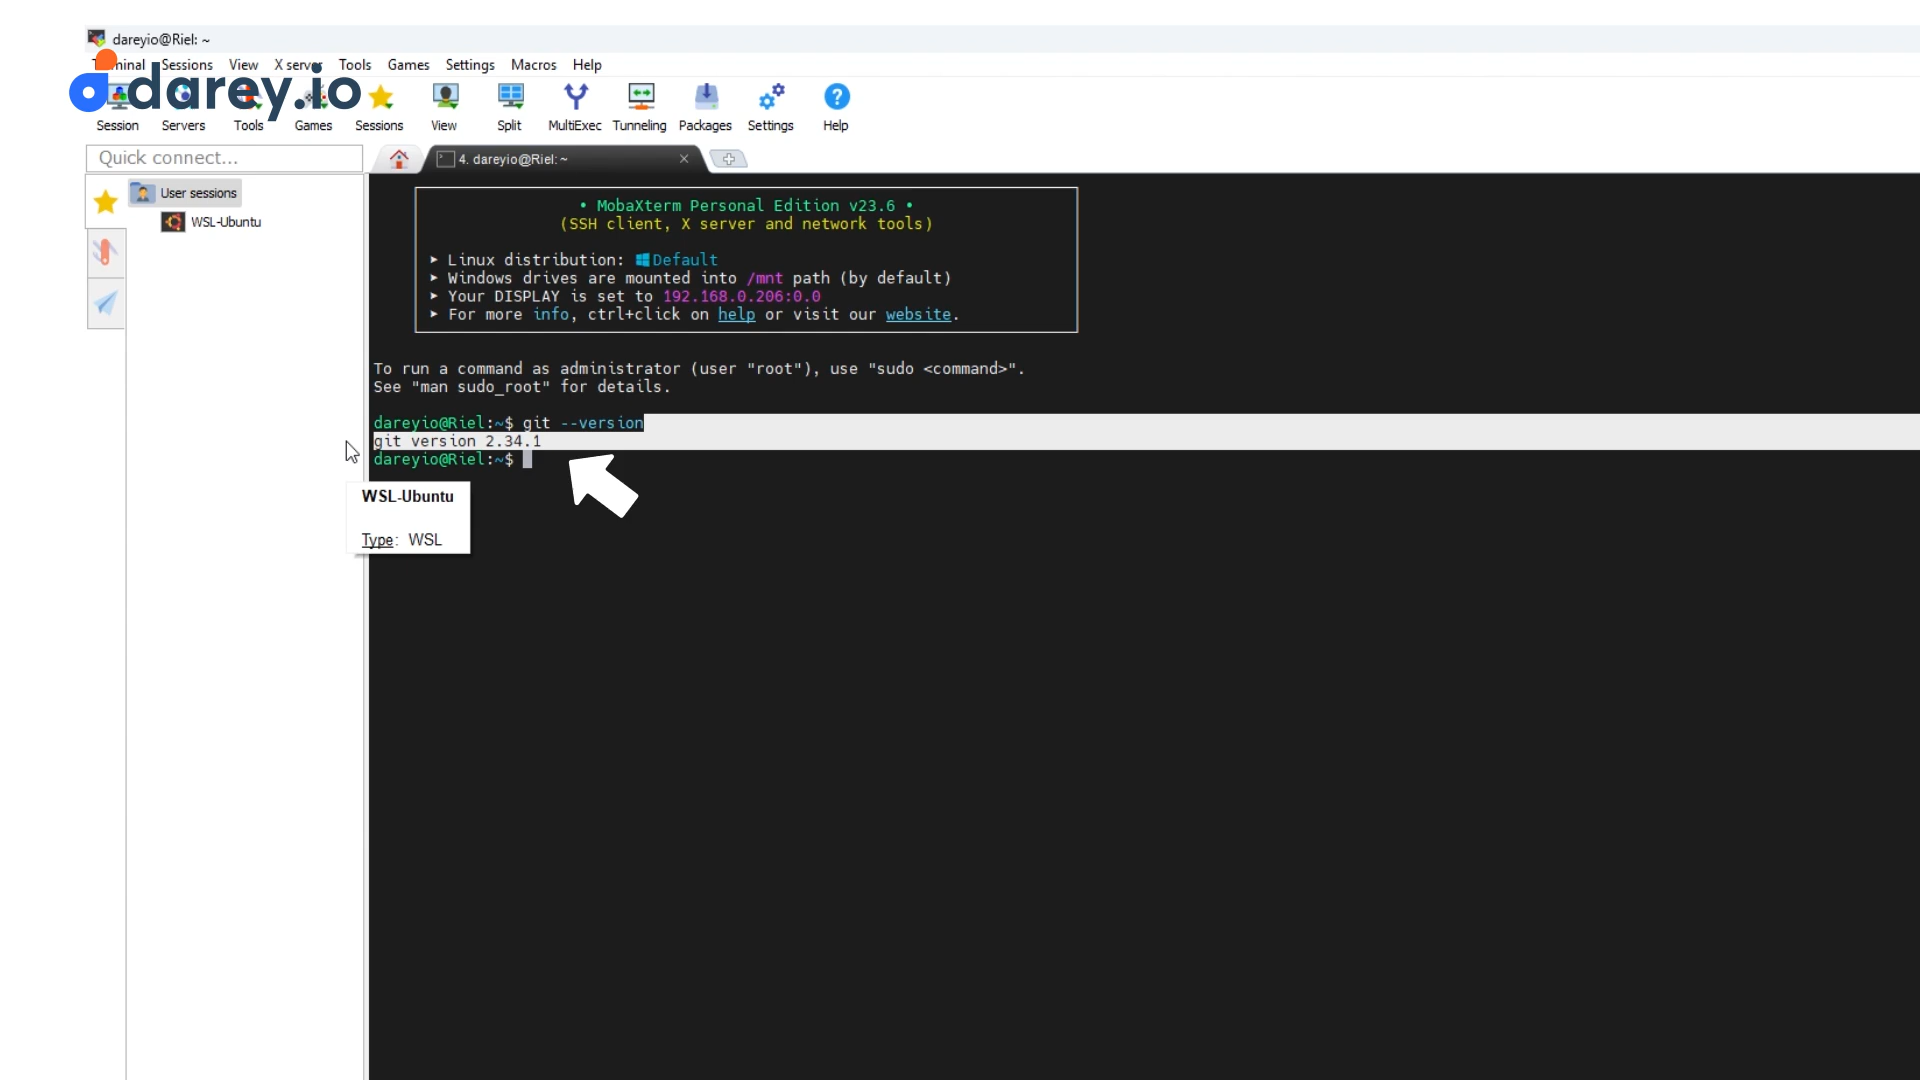 dareyio@Riel: ~
Sessions View X server Tools Games Settings Macros Help
darey.io
Session Servers Tools Games Sessions View Split MultiExec Tunneling Packages Settings Help
Quick connect...
4. dareyio@Riel: ~
User sessions
WSL-Ubuntu
• MobaXterm Personal Edition v23.6 •
(SSH client, X server and network tools)
➤ Linux distribution: Default
➤ Windows drives are mounted into /mnt path (by default)
➤ Your DISPLAY is set to 192.168.0.206:0.0
➤ For more info, ctrl+click on help or visit our website.
To run a command as administrator (user "root"), use "sudo <command>".
See "man sudo_root" for details.
dareyio@Riel:~$ git --version
git version 2.34.1
dareyio@Riel:~$
WSL-Ubuntu
Type: WSL